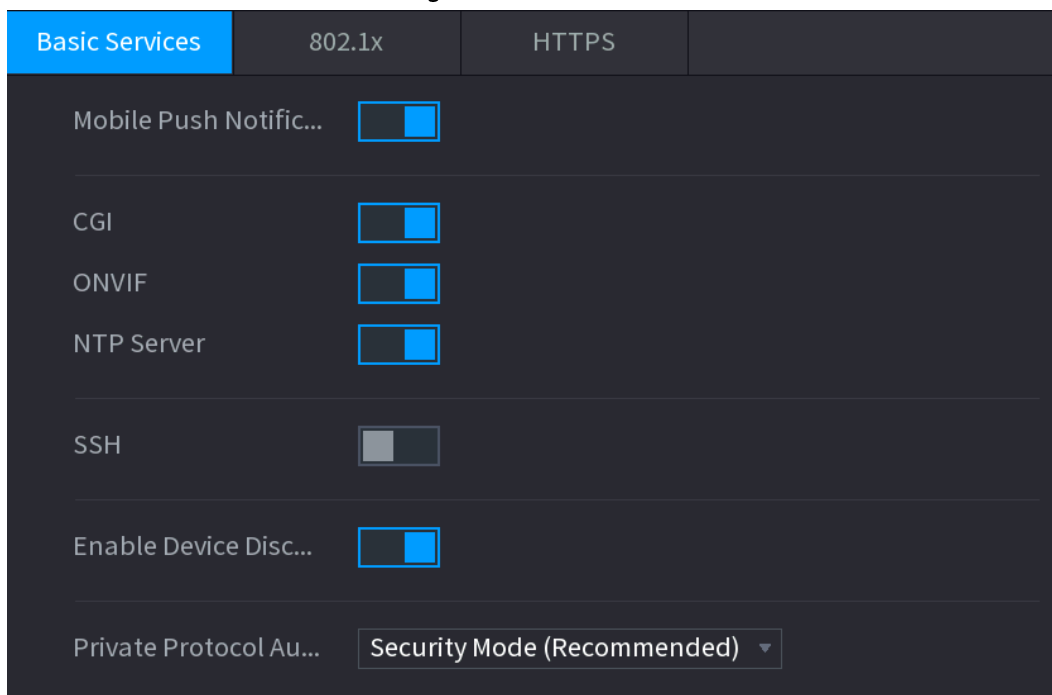 Basic Services 802.1x HTTPS
Mobile Push Notific...
CGI
ONVIF
NTP Server
SSH
Enable Device Disc...
Private Protocol Au... Security Mode (Recommended)